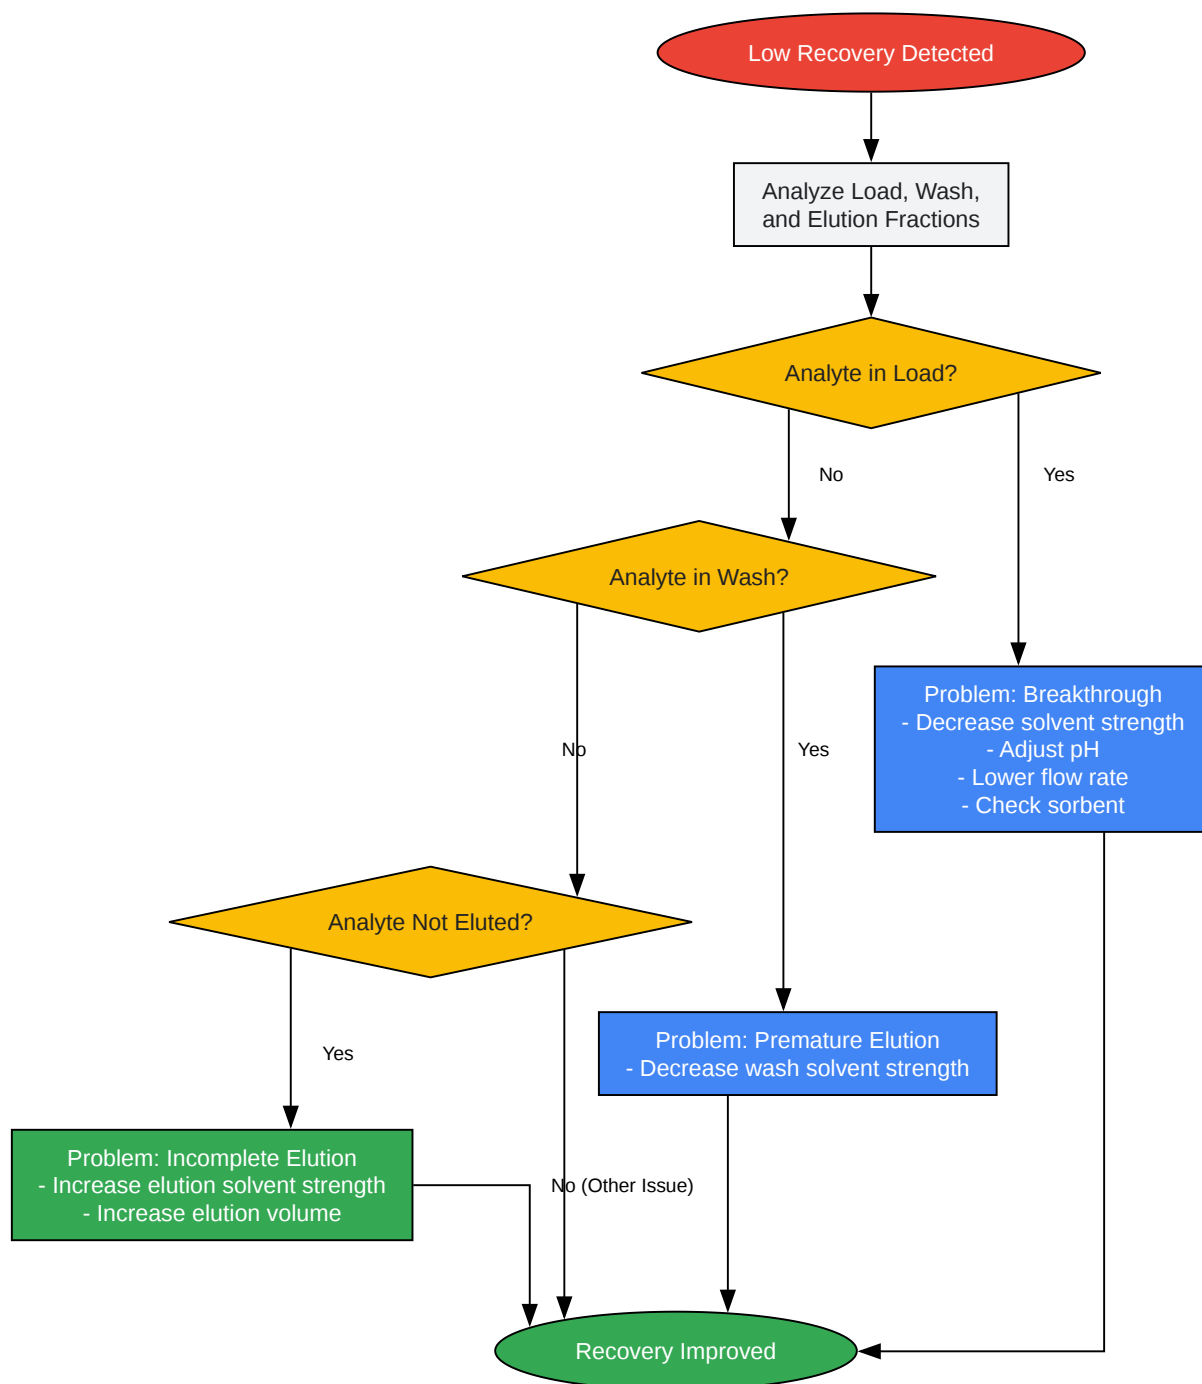 Low Recovery Detected
Analyze Load, Wash,
and Elution Fractions
Analyte in Load?
No
Yes
Analyte in Wash?
No
Yes
Problem: Breakthrough
- Decrease solvent strength
- Adjust pH
- Lower flow rate
- Check sorbent
Analyte Not Eluted?
Yes
No (Other Issue)
Problem: Premature Elution
- Decrease wash solvent strength
Problem: Incomplete Elution
- Increase elution solvent strength
- Increase elution volume
Recovery Improved